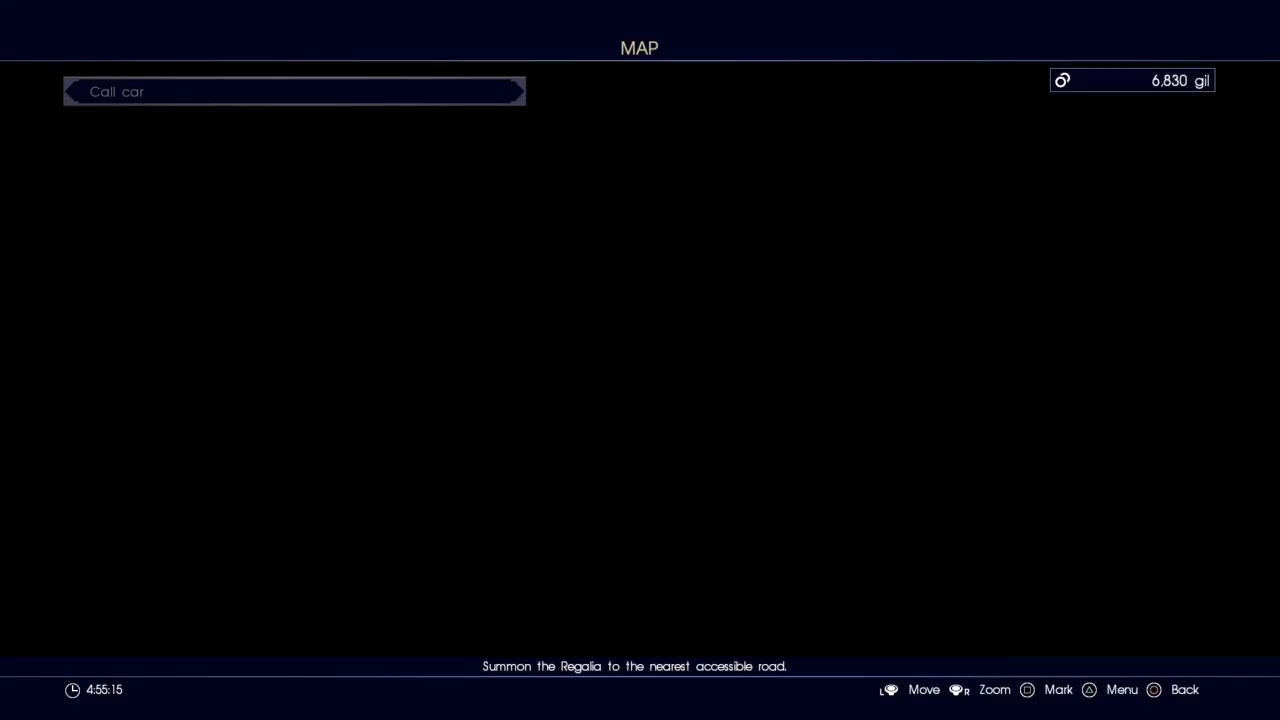 MAP
Call car
6,830 gil
Summon the Regalia to the nearest accessible road.
4:55:15
L Move R Zoom Mark Menu Back